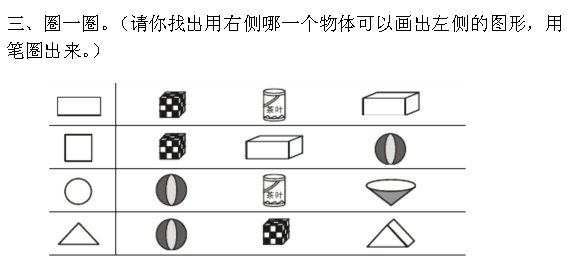 三、圈一圈。（请你找出用右侧哪一个物体可以画出左侧的图形，用
笔圈出来。）
茶叶
茶叶